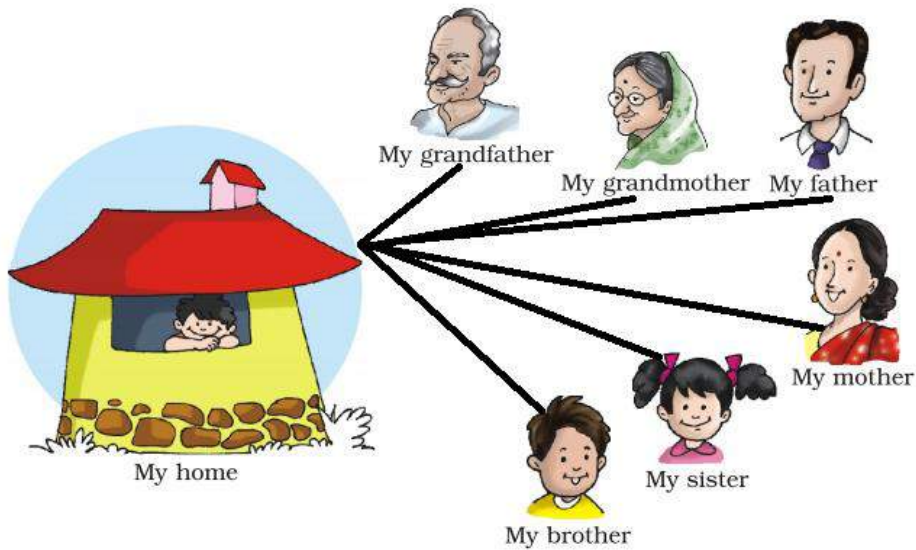 My grandfather
My grandmother
My father
My mother
My home
My sister
My brother